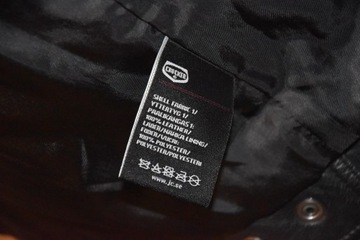 CROCKER
SHELL FABRIC 1/
YTTERTYG 1/
PÄÄLIKANGAS 1:
100% LEATHER/
LÄDER/NAHKA LINING/
FODER/VUORI:
100% POLYESTER/
POLYESTER/POLYESTERI
www.jc.se